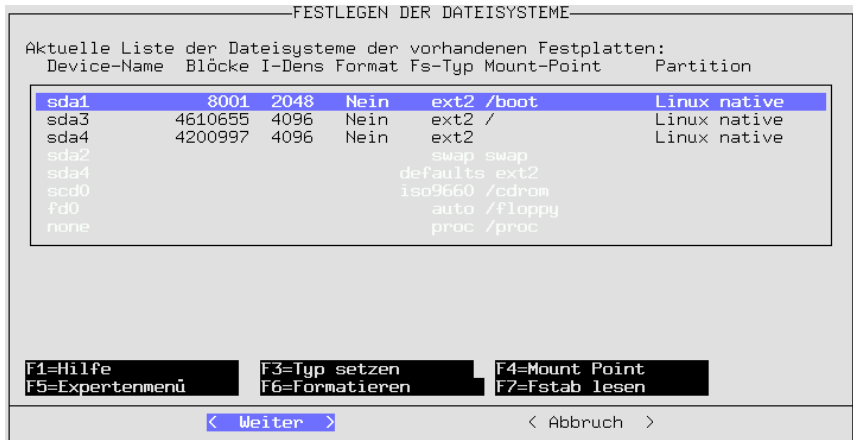 FESTLEGEN DER DATEISYSTEME
Aktuelle Liste der Dateisysteme der vorhandenen Festplatten:
Device-Name Blöcke I-Dens Format Fs-Typ Mount-Point Partition
sda1 8001 2048 Nein ext2 /boot Linux native
sda3 4610655 4096 Nein ext2 / Linux native
sda4 4200997 4096 Nein ext2 Linux native
sda2 swap swap
sda4 defaults ext2
scd0 iso9660 /cdrom
fd0 auto /floppy
none proc /proc
F1=Hilfe F3=Typ setzen F4=Mount Point
F5=Expertenmenü F6=Formatieren F7=Fstab lesen
< Weiter > < Abbruch >